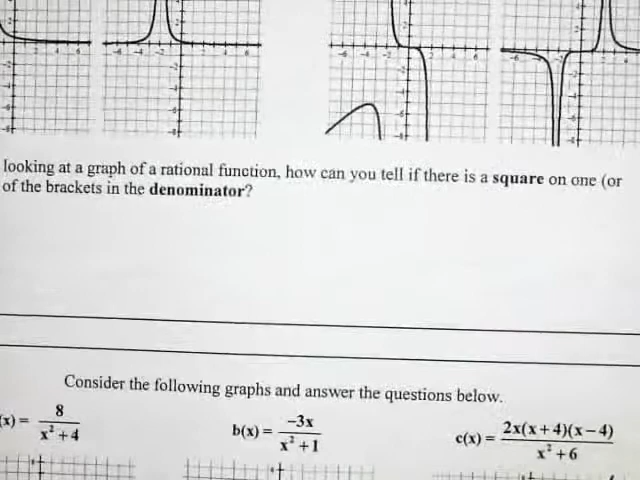 looking at a graph of a rational function, how can you tell if there is a square on one (or
of the brackets in the denominator?
Consider the following graphs and answer the questions below.
(x) = 8 / x² + 4
b(x) = −3x / x² + 1
c(x) = 2x(x + 4)(x − 4) / x² + 6